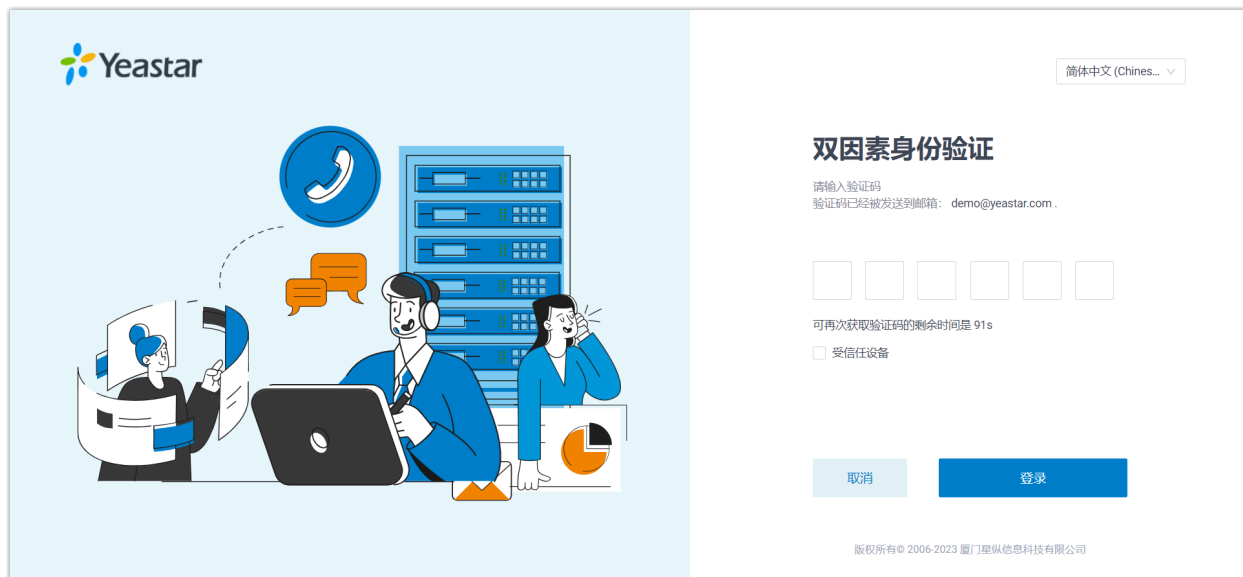 Yeastar
简体中文 (Chines...
双因素身份验证
请输入验证码
验证码已经被发送到邮箱： demo@yeastar.com .
可再次获取验证码的剩余时间是 91s
受信任设备
取消
登录
版权所有© 2006-2023 厦门星纵信息科技有限公司